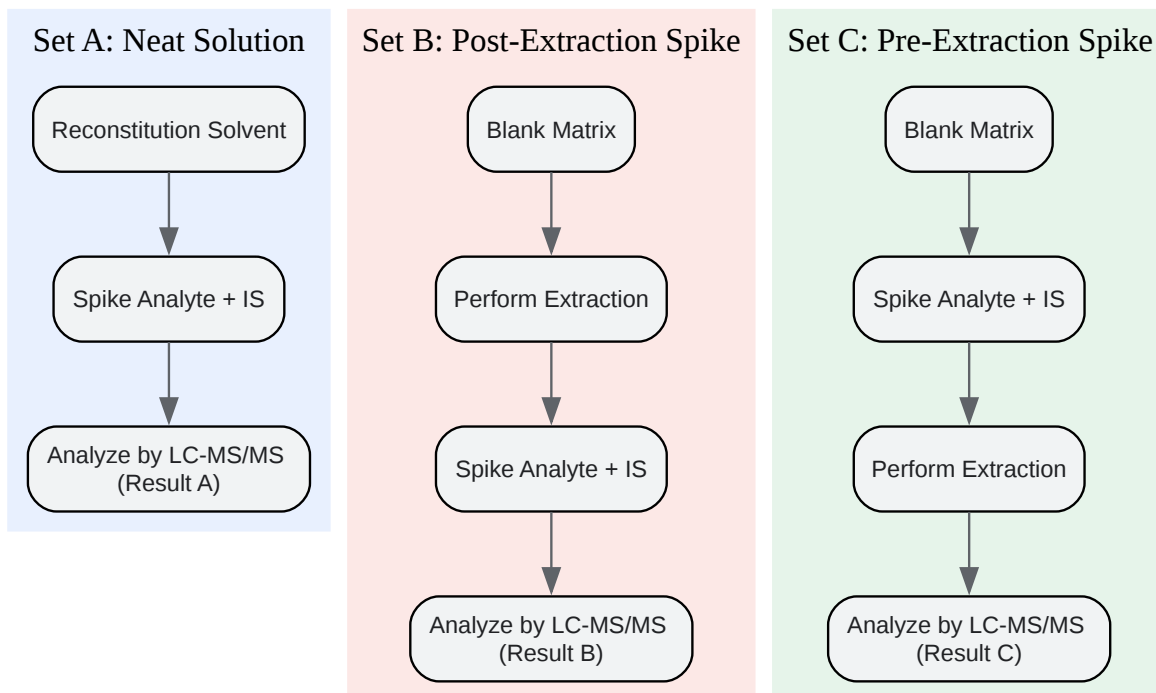 Set A: Neat Solution
Reconstitution Solvent
Spike Analyte + IS
Analyze by LC-MS/MS
(Result A)
Set B: Post-Extraction Spike
Blank Matrix
Perform Extraction
Spike Analyte + IS
Analyze by LC-MS/MS
(Result B)
Set C: Pre-Extraction Spike
Blank Matrix
Spike Analyte + IS
Perform Extraction
Analyze by LC-MS/MS
(Result C)